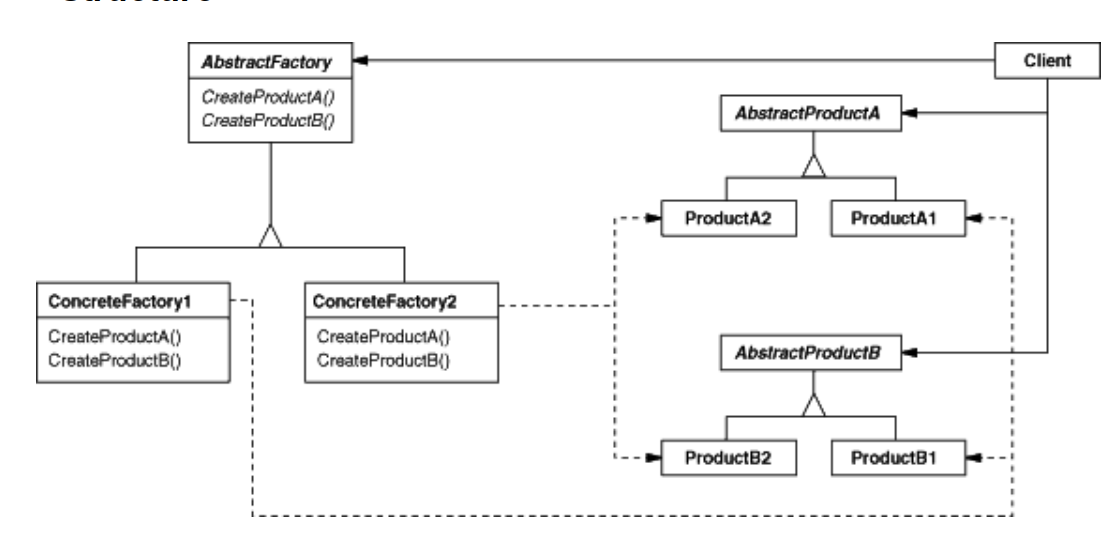 Structure
AbstractFactory
CreateProductA()
CreateProductB()
Client
AbstractProductA
ProductA2
ProductA1
ConcreteFactory1
CreateProductA()
CreateProductB()
ConcreteFactory2
CreateProductA()
CreateProductB()
AbstractProductB
ProductB2
ProductB1